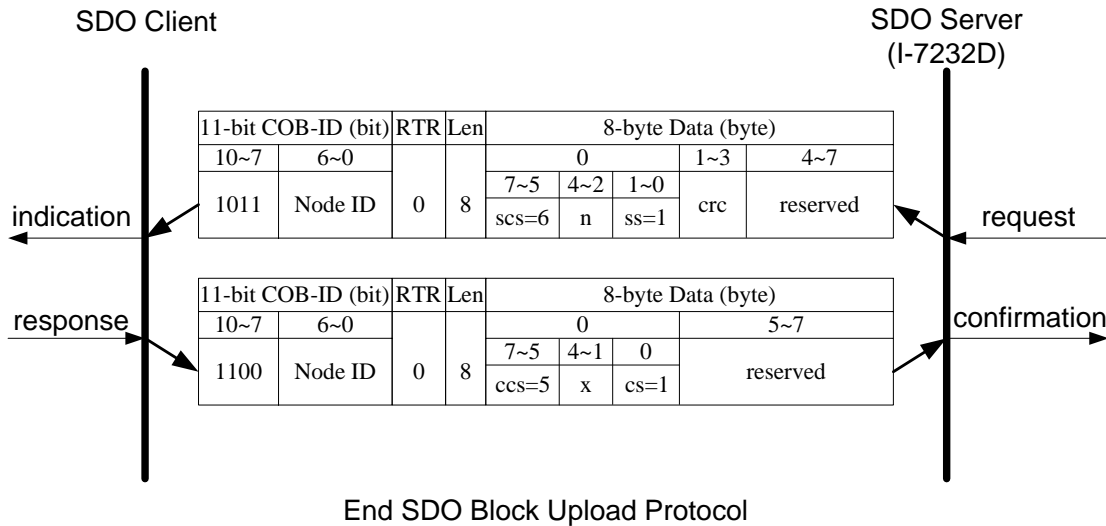 SDO Client
SDO Server
(I-7232D)
11-bit COB-ID (bit) RTR Len 8-byte Data (byte)
10~7 6~0 0 8 0 1~3 4~7
1011 Node ID 7~5 4~2 1~0 crc reserved
scs=6 n ss=1
indication
request
11-bit COB-ID (bit) RTR Len 8-byte Data (byte)
10~7 6~0 0 8 0 5~7
1100 Node ID 7~5 4~1 0 reserved
ccs=5 x cs=1
response
confirmation
End SDO Block Upload Protocol